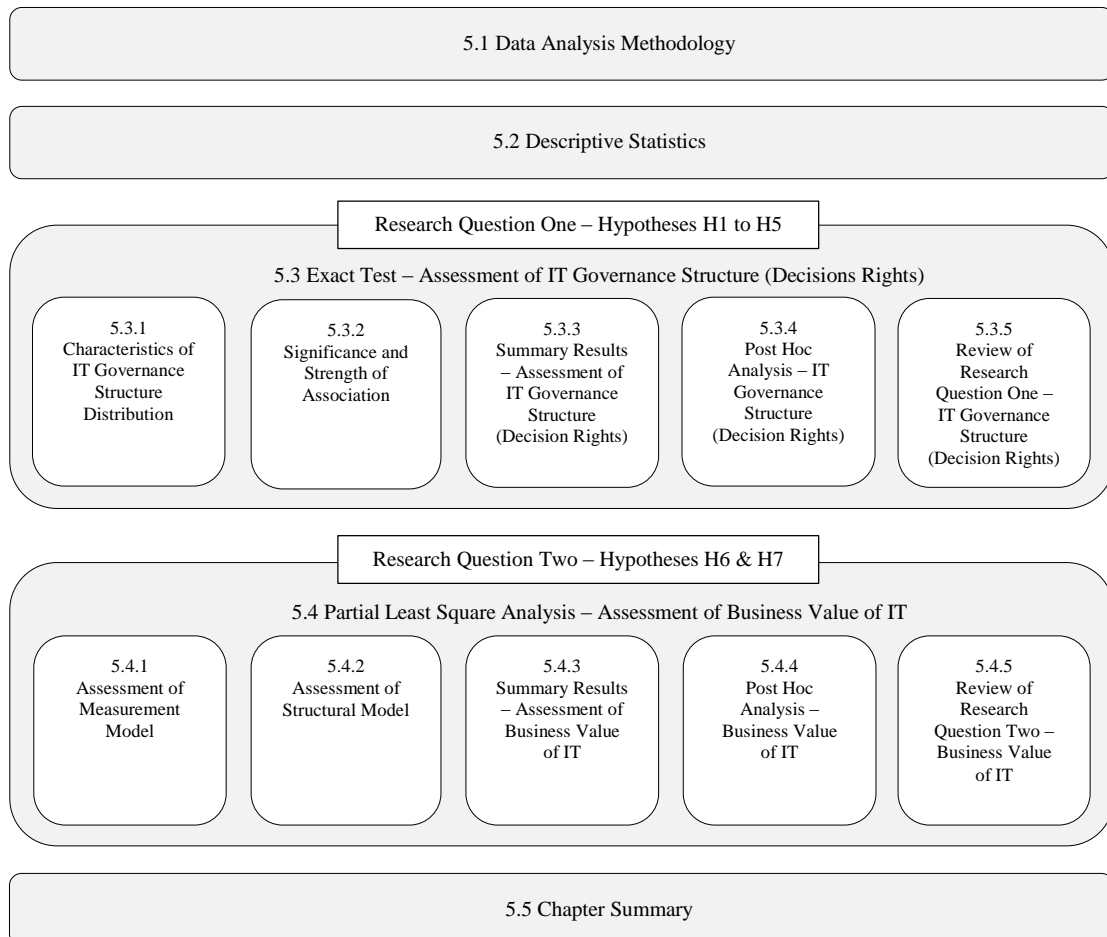 5.1 Data Analysis Methodology
5.2 Descriptive Statistics
Research Question One – Hypotheses H1 to H5
5.3 Exact Test – Assessment of IT Governance Structure (Decisions Rights)
5.3.1
Characteristics of
IT Governance
Structure
Distribution
5.3.2
Significance and
Strength of
Association
5.3.3
Summary Results
– Assessment of
IT Governance
Structure
(Decision Rights)
5.3.4
Post Hoc
Analysis – IT
Governance
Structure
(Decision Rights)
5.3.5
Review of
Research
Question One –
IT Governance
Structure
(Decision Rights)
Research Question Two – Hypotheses H6 & H7
5.4 Partial Least Square Analysis – Assessment of Business Value of IT
5.4.1
Assessment of
Measurement
Model
5.4.2
Assessment of
Structural Model
5.4.3
Summary Results
– Assessment of
Business Value
of IT
5.4.4
Post Hoc
Analysis –
Business Value
of IT
5.4.5
Review of
Research
Question Two –
Business Value
of IT
5.5 Chapter Summary